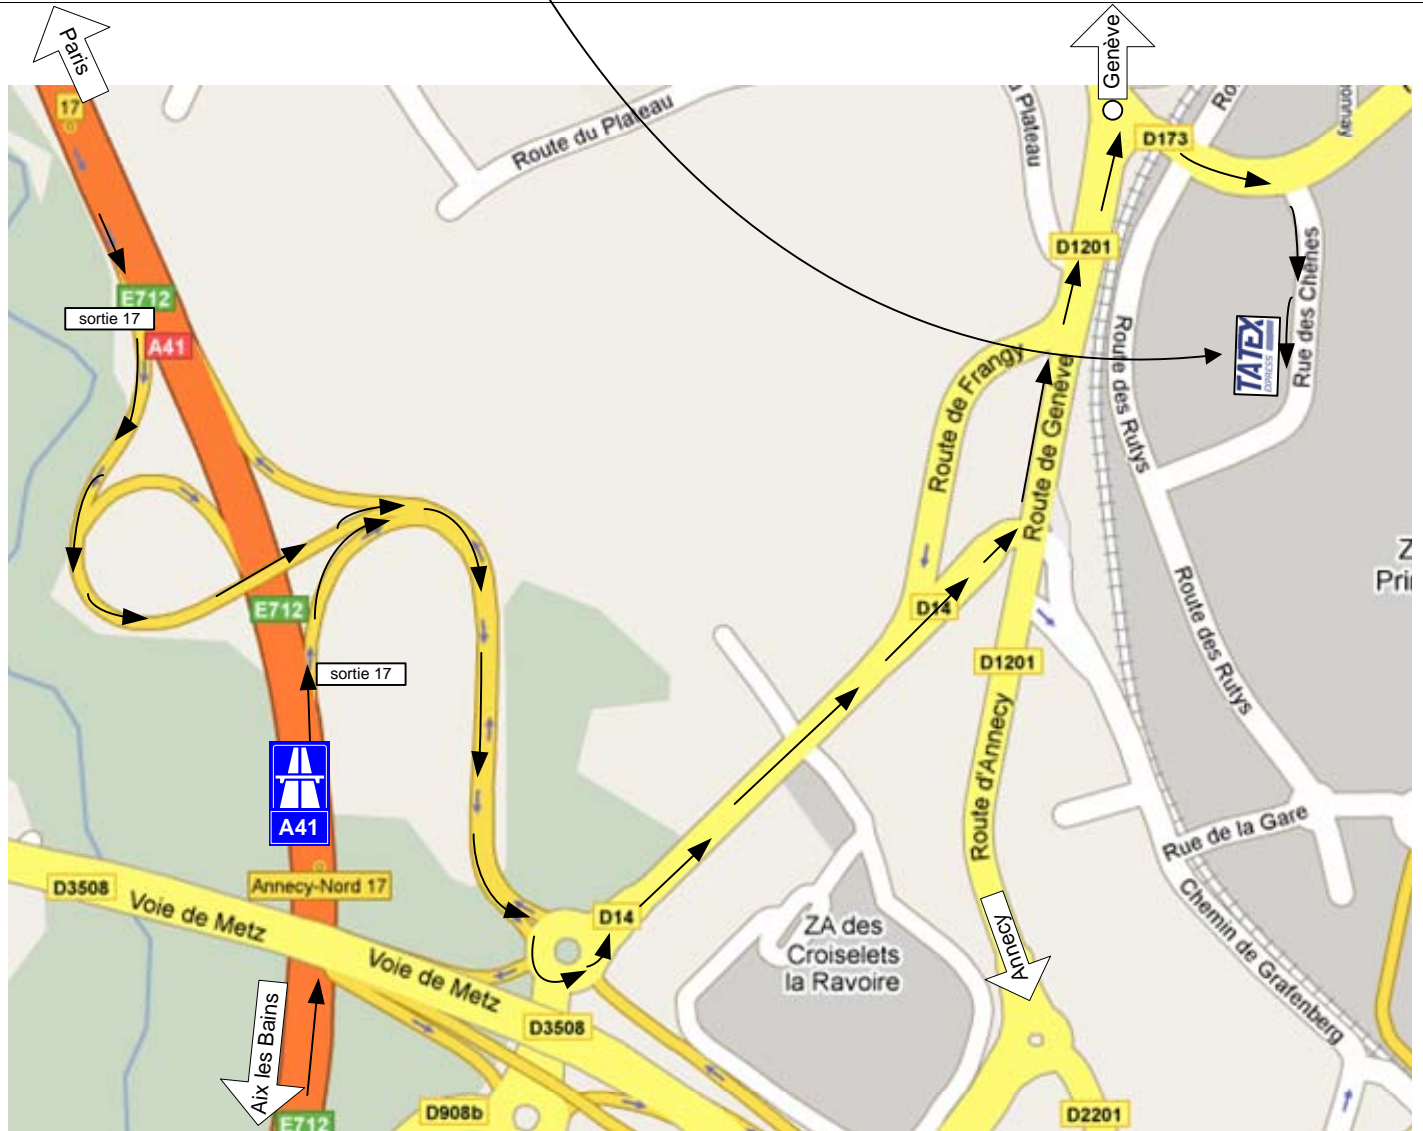 Paris
Genève
17
Route du Plateau
Plateau
Ro
D173
D1201
E712
sortie 17
A41
Rue des Chênes
TATEX
EXPRESS
Route des Rutys
Route de Frangy
Route de Genève
E712
sortie 17
D14
D1201
Route des Rutys
Z
Pri
Route d'Annecy
A41
Rue de la Gare
D3508
Annecy-Nord 17
Voie de Metz
D14
ZA des
Croiselets
la Ravoire
Chemin de Grafenberg
Annecy
Voie de Metz
D3508
Aix les Bains
E712
D908b
D2201